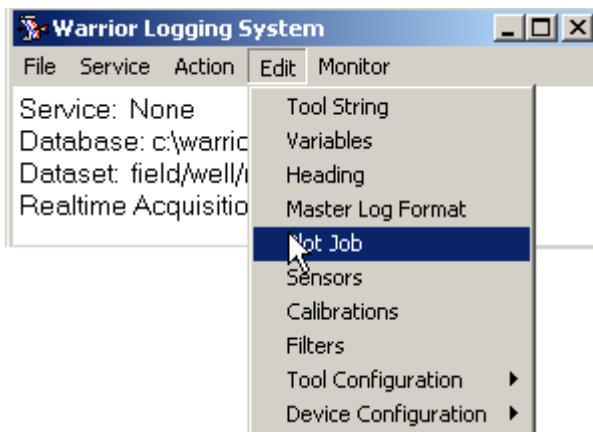 Warrior Logging System
File Service Action Edit Monitor
Service: None
Database: c:\warric
Dataset: field/well/
Realtime Acquisitio
Tool String
Variables
Heading
Master Log Format
Job
Sensors
Calibrations
Filters
Tool Configuration
Device Configuration